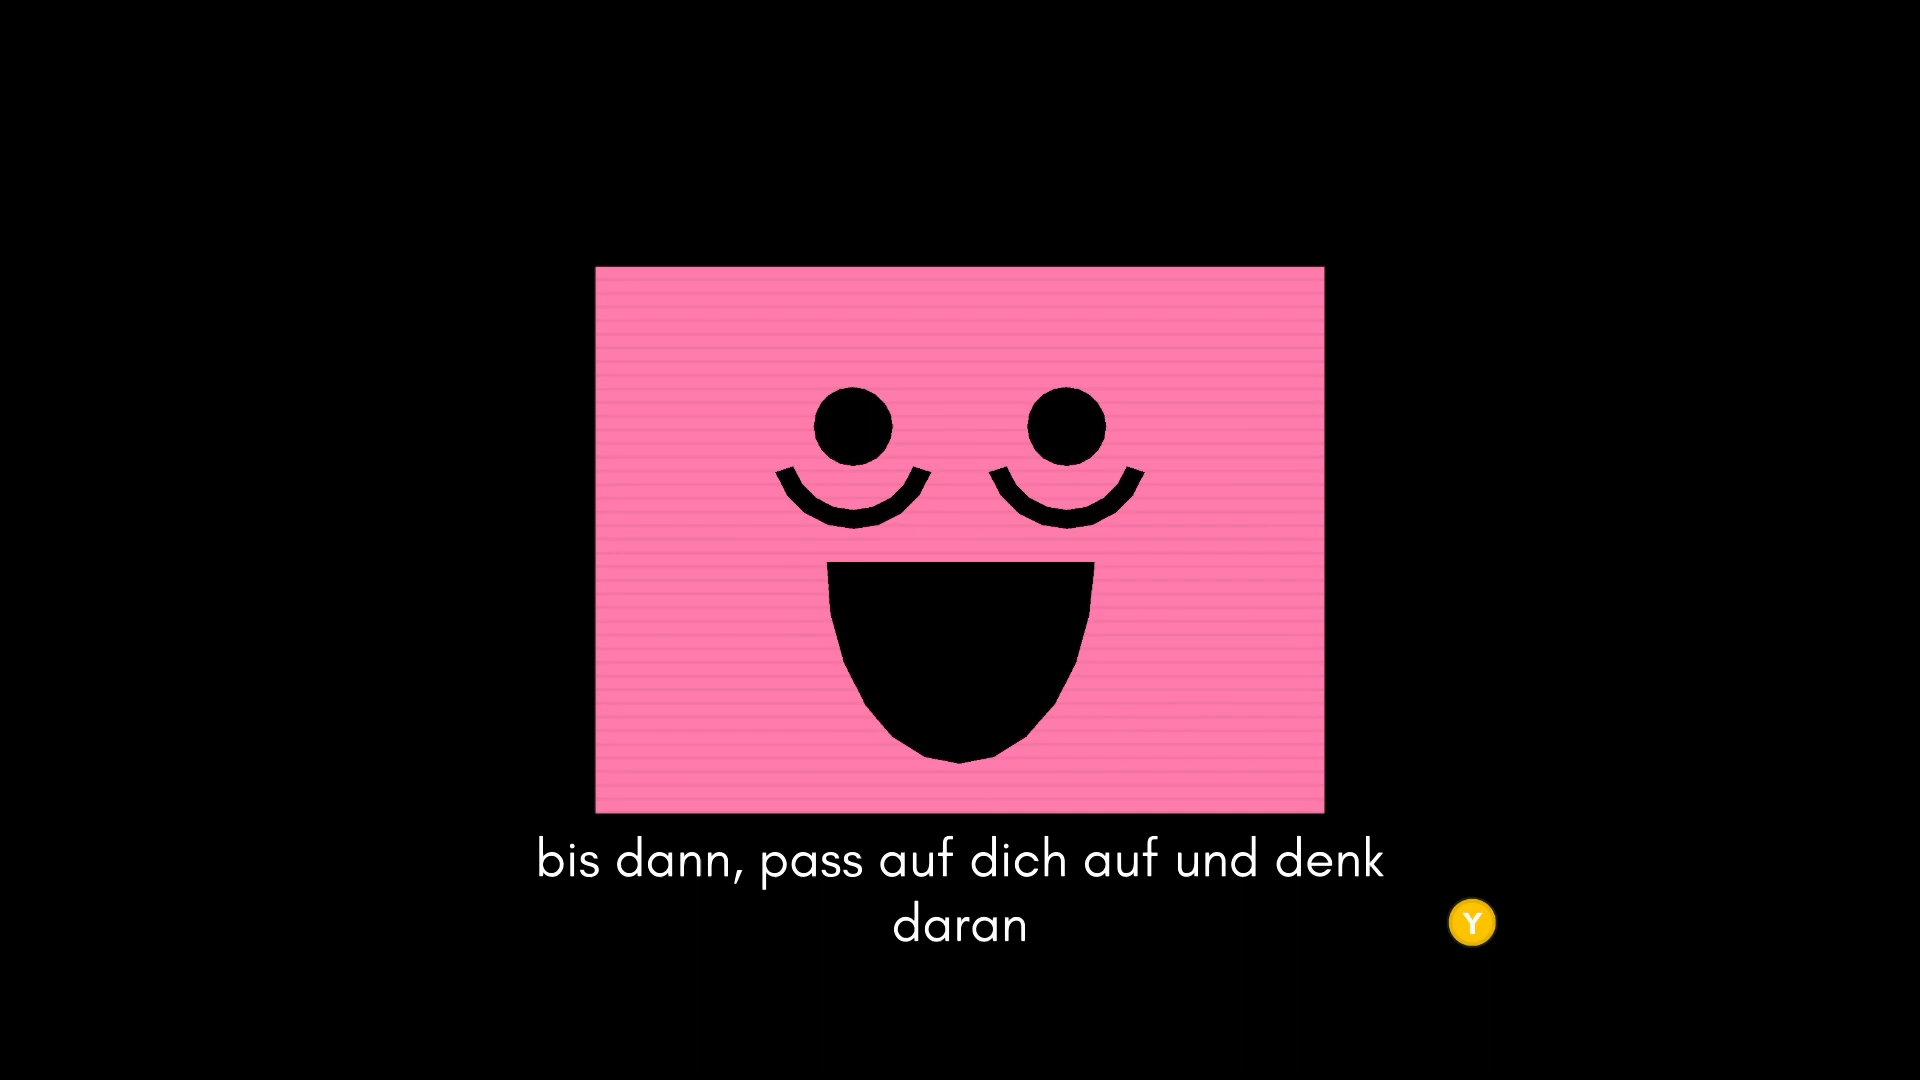 bis dann, pass auf dich auf und denk
daran
Y